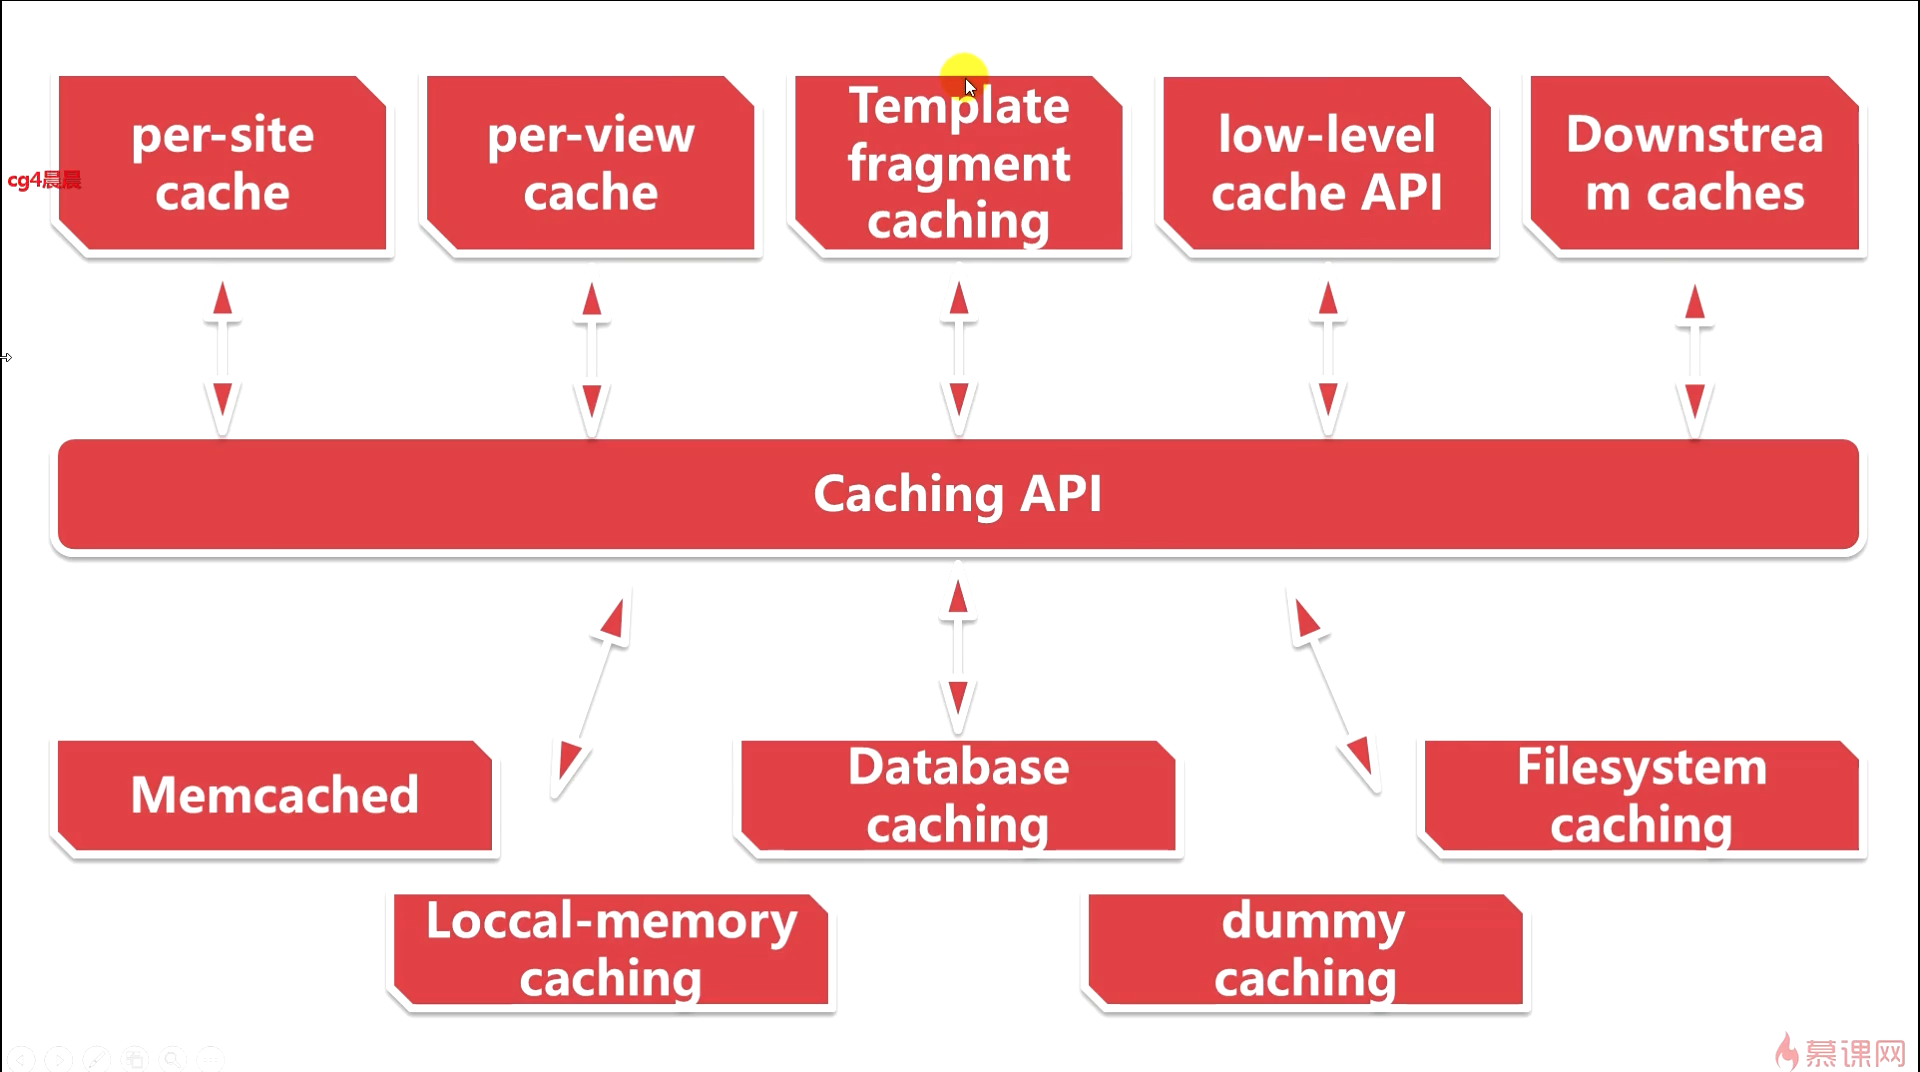 per-site
cache
per-view
cache
Template
fragment
caching
low-level
cache API
Downstrea
m caches
cg4晨晨
Caching API
Memcached
Database
caching
Filesystem
caching
Loccal-memory
caching
dummy
caching
慕课网